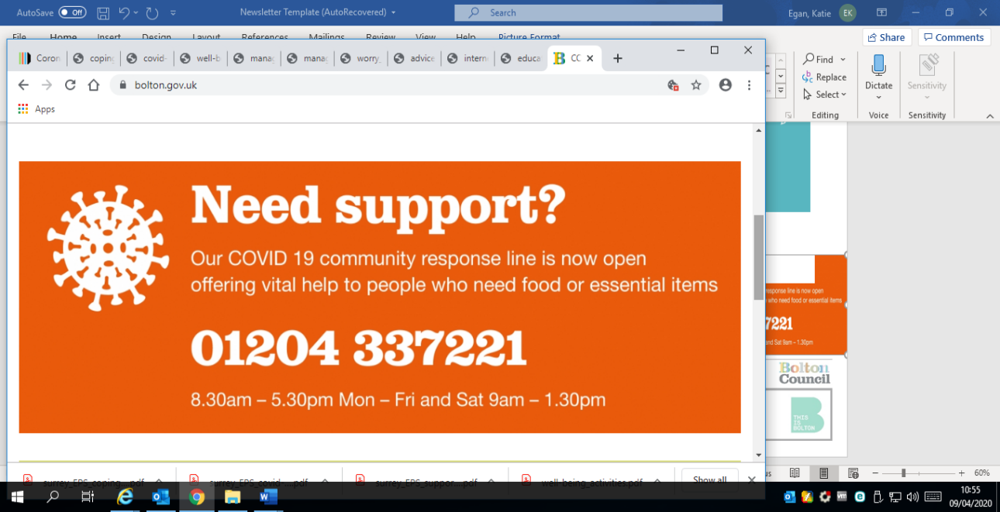 AutoSave Off
Newsletter Template (AutoRecovered)
Search
Egan, Katie EK
File Home Insert Design Layout References Mailings Review View Help Picture Format
Share Comments
Coron coping covid- well-b manag manag worry_ advice intern educa CC
Find
Replace
Select
Editing
Dictate
Voice
Sensitivity
Sensitivity
bolton.gov.uk
Apps
Need support?
Our COVID 19 community response line is now open
offering vital help to people who need food or essential items
01204 337221
8.30am – 5.30pm Mon – Fri and Sat 9am – 1.30pm
response line is now open
who need food or essential items
7221
and Sat 9am – 1.30pm
Bolton
Council
THIS
IS
BOLTON
surrey_EPS_coping....pdf
surrey_EPS_covid-....pdf
surrey_EPS_suppor...pdf
well-being_activities.pdf
Show all
us
60%
10:55
09/04/2020